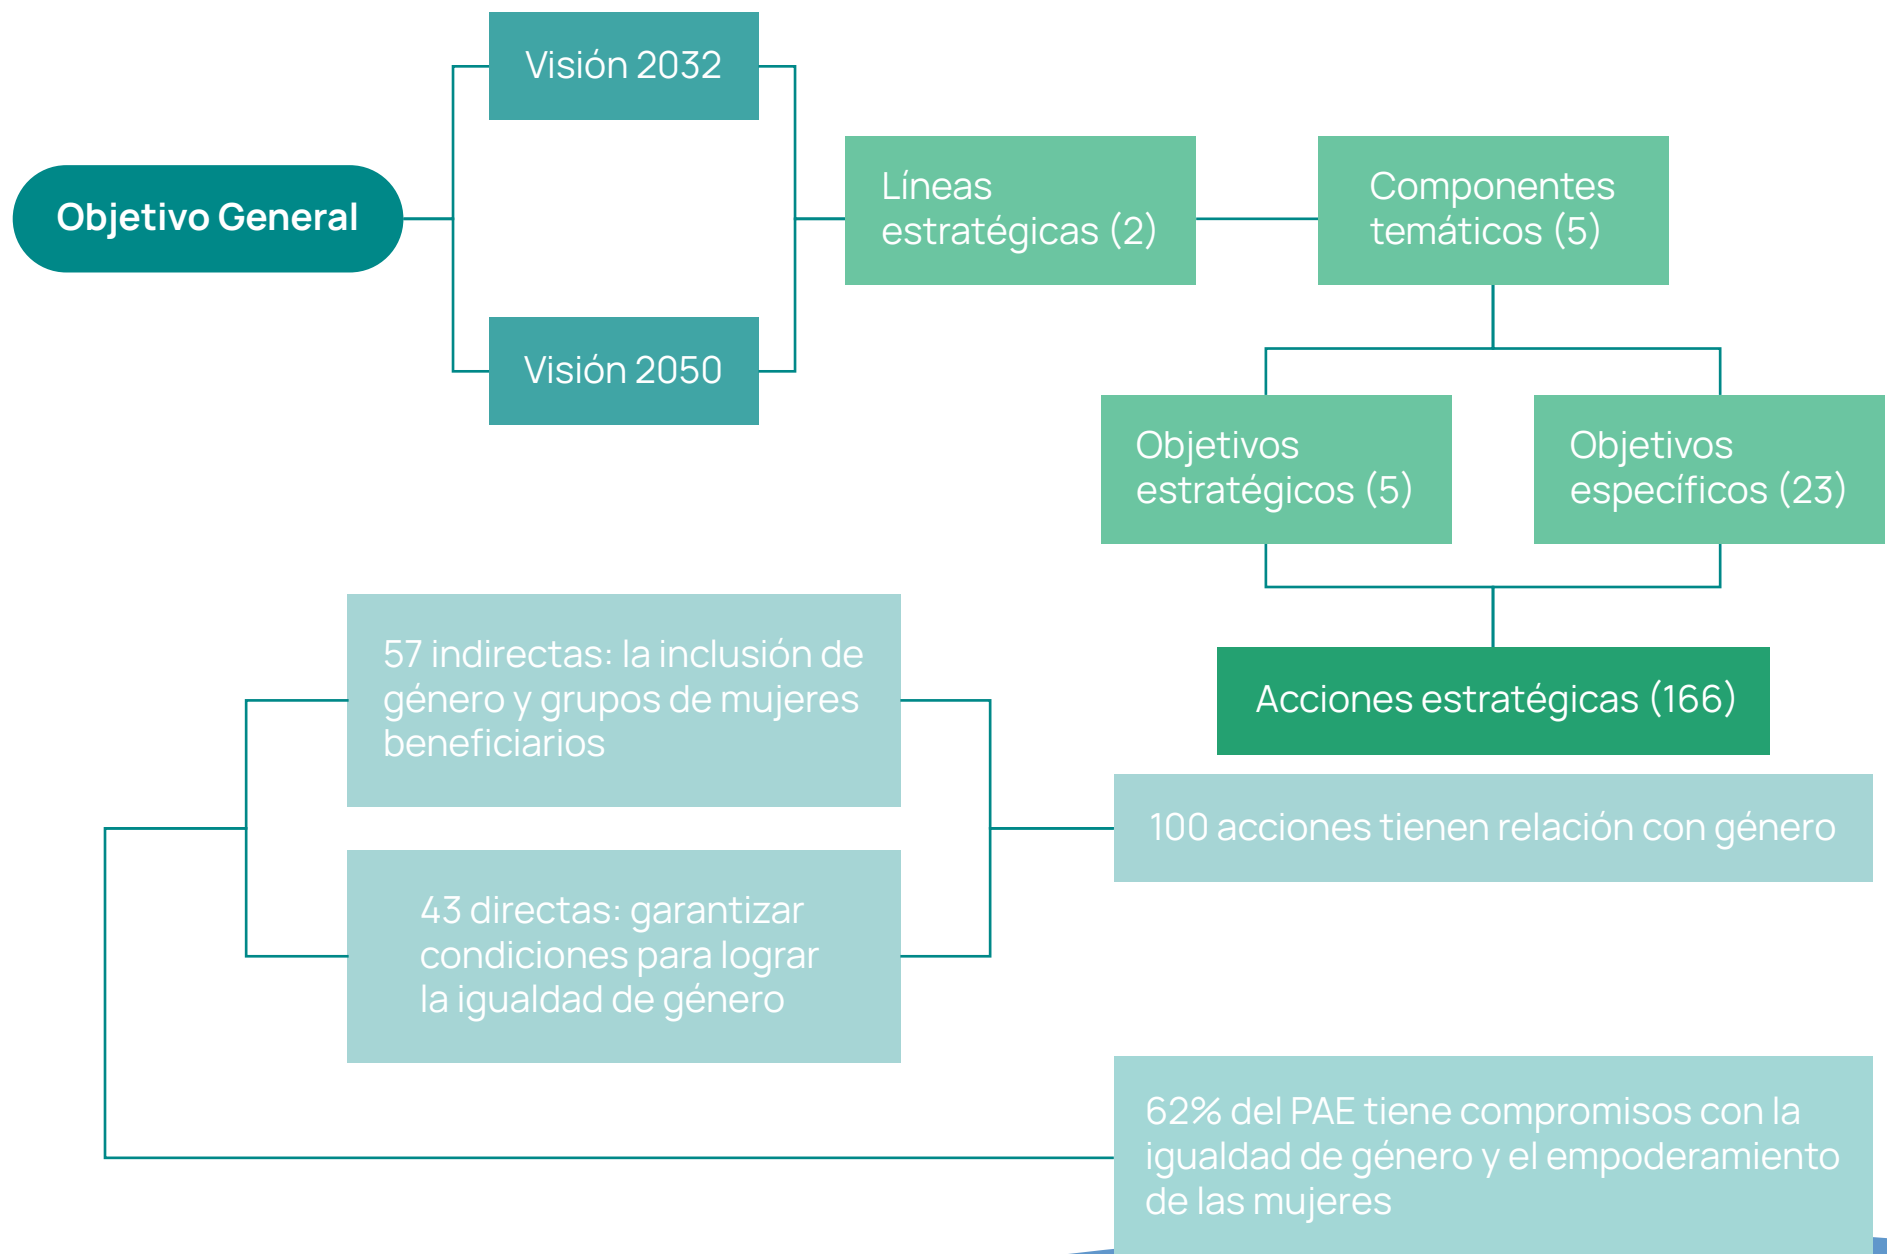 Visión 2032
Objetivo General
Visión 2050
Líneas
estratégicas (2)
Componentes
temáticos (5)
Objetivos
estratégicos (5)
Objetivos
específicos (23)
Acciones estratégicas (166)
100 acciones tienen relación con género
57 indirectas: la inclusión de
género y grupos de mujeres
beneficiarios
43 directas: garantizar
condiciones para lograr
la igualdad de género
62% del PAE tiene compromisos con la
igualdad de género y el empoderamiento
de las mujeres